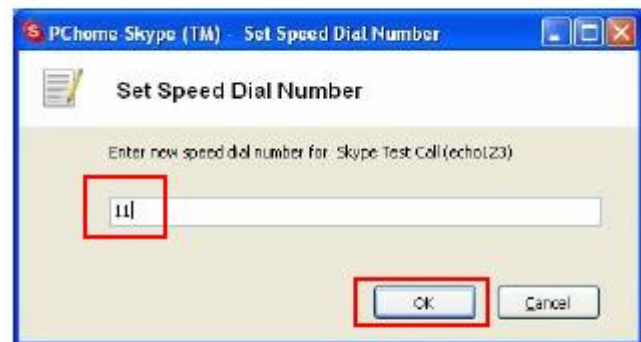 PChome-Skype (TM) - Set Speed Dial Number
Set Speed Dial Number
Enter new speed dial number for Skype Test Call (echo123)
11
OK
Cancel